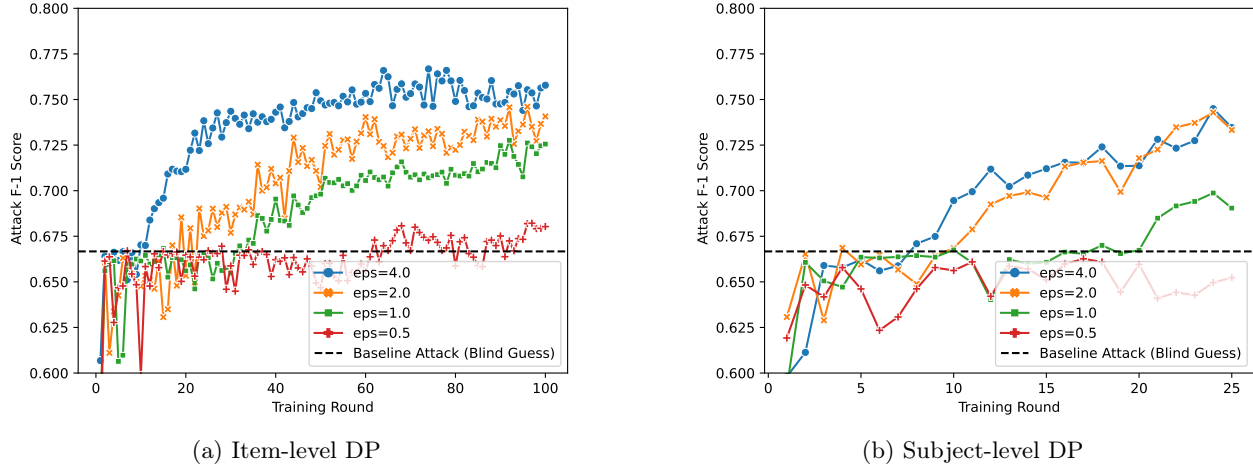 0.800
0.775
0.750
0.725
0.700
0.675
0.650
0.625
0.600
Attack F-1 Score
0
20
40
60
80
100
Training Round
eps=4.0
eps=2.0
eps=1.0
eps=0.5
Baseline Attack (Blind Guess)
(a) Item-level DP
0.800
0.775
0.750
0.725
0.700
0.675
0.650
0.625
0.600
Attack F-1 Score
0
5
10
15
20
25
Training Round
eps=4.0
eps=2.0
eps=1.0
eps=0.5
Baseline Attack (Blind Guess)
(b) Subject-level DP